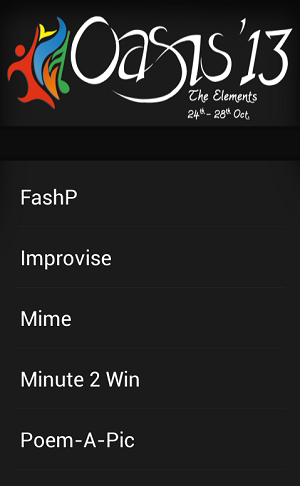 Oasis '13
The Elements
24th - 28th Oct,
FashP
Improvise
Mime
Minute 2 Win
Poem-A-Pic